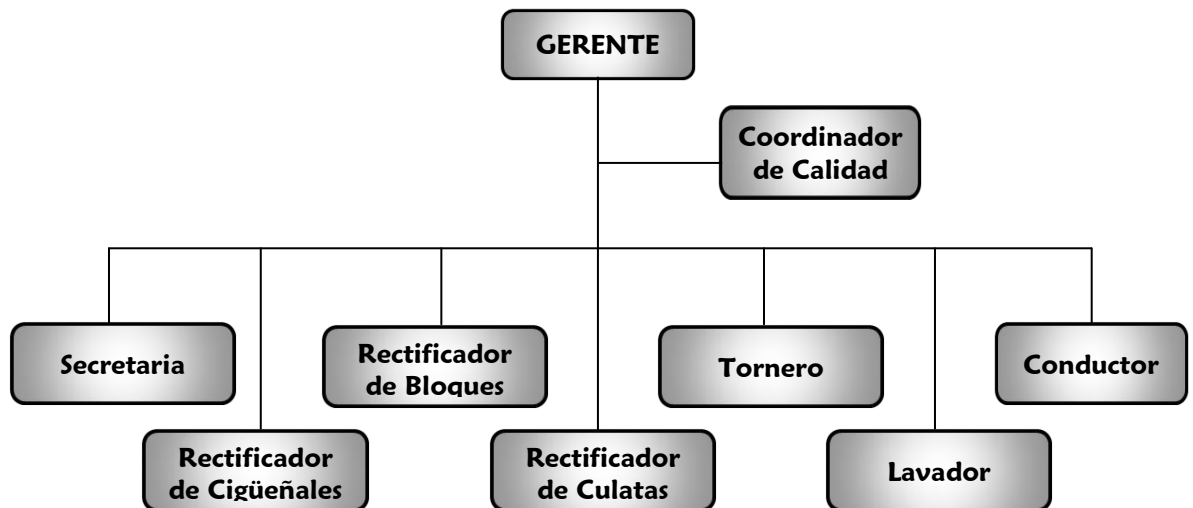 GERENTE
Coordinador
de Calidad
Secretaria
Rectificador
de Bloques
Tornero
Conductor
Rectificador
de Cigüeñales
Rectificador
de Culatas
Lavador